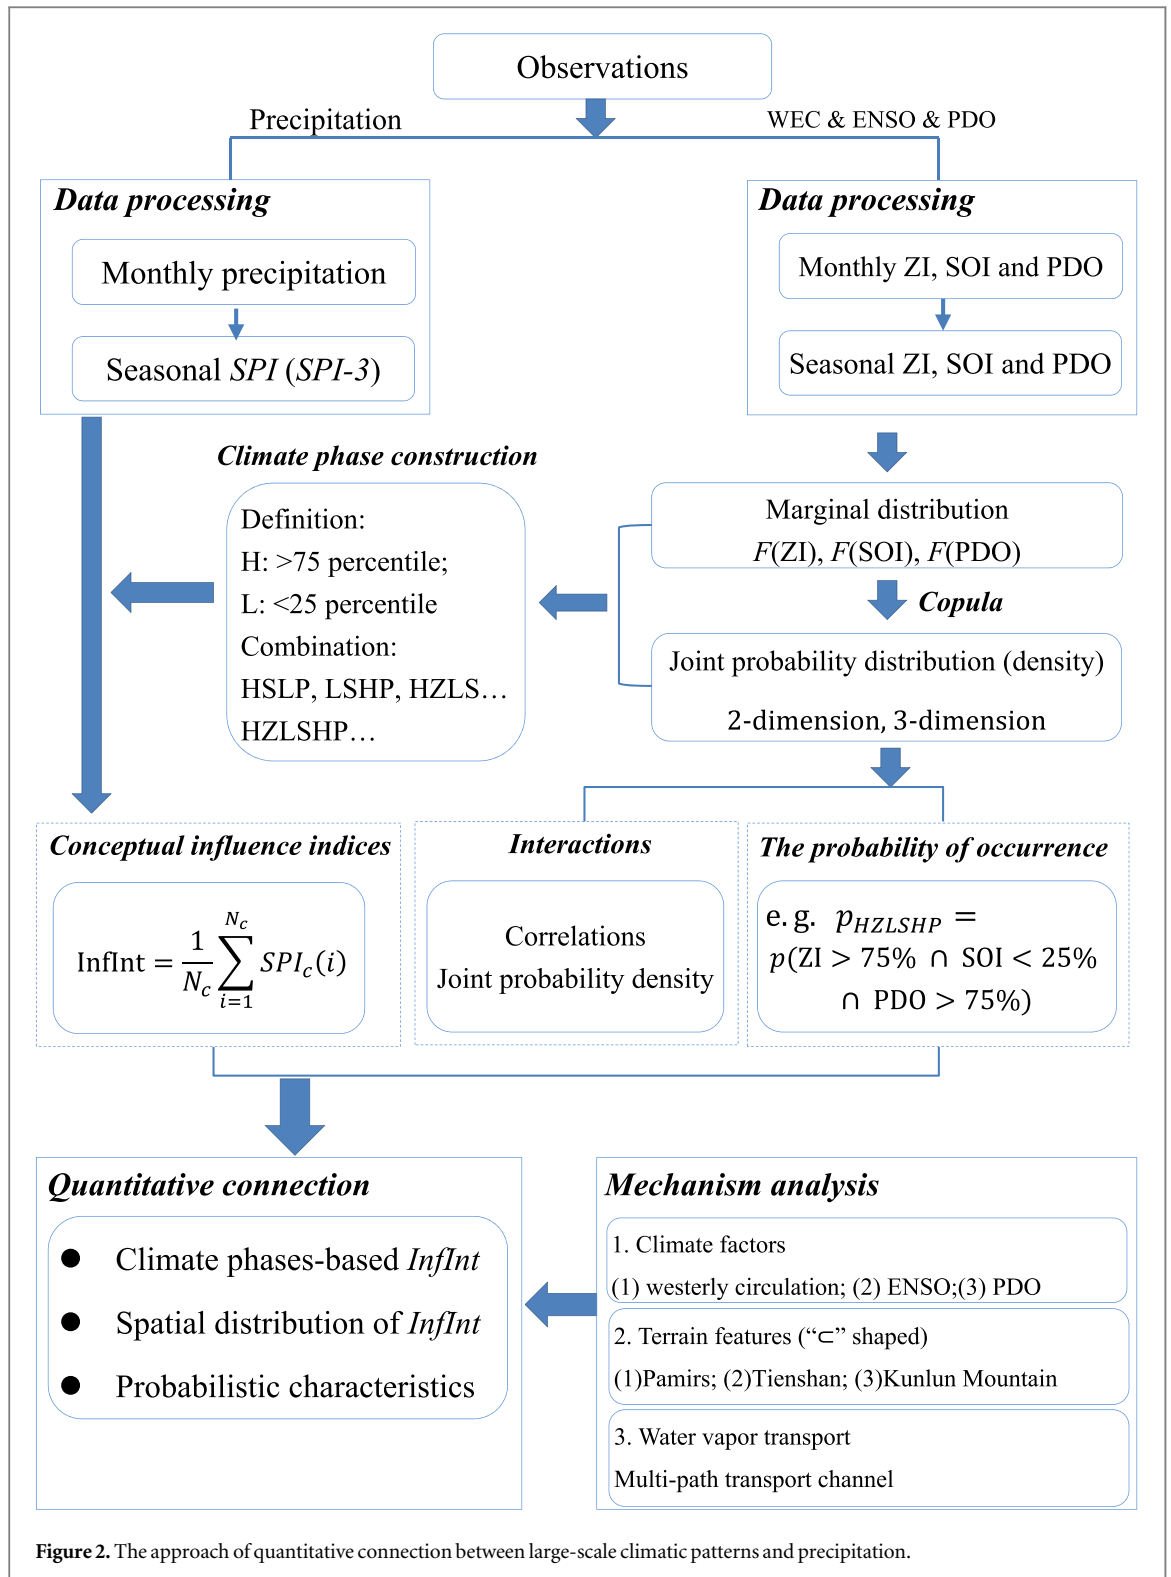 Observations
Precipitation
WEC & ENSO & PDO
Data processing
Monthly precipitation
Seasonal SPI (SPI-3)
Data processing
Monthly ZI, SOI and PDO
Seasonal ZI, SOI and PDO
Climate phase construction
Definition:
H: >75 percentile;
L: <25 percentile
Combination:
HSLP, LSHP, HZLS…
HZLSHP…
Marginal distribution
F(ZI), F(SOI), F(PDO)
Copula
Joint probability distribution (density)
2-dimension, 3-dimension
Conceptual influence indices
InfInt = \frac{1}{N_c} \sum_{i=1}^{N_c} SPI_c(i)
Interactions
Correlations
Joint probability density
The probability of occurrence
e. g. p_{HZLSHP} =
p(ZI > 75% ∩ SOI < 25%
∩ PDO > 75%)
Quantitative connection
● Climate phases-based InfInt
● Spatial distribution of InfInt
● Probabilistic characteristics
Mechanism analysis
1. Climate factors
(1) westerly circulation; (2) ENSO;(3) PDO
2. Terrain features (“⊂” shaped)
(1)Pamirs; (2)Tienshan; (3)Kunlun Mountain
3. Water vapor transport
Multi-path transport channel
Figure 2. The approach of quantitative connection between large-scale climatic patterns and precipitation.